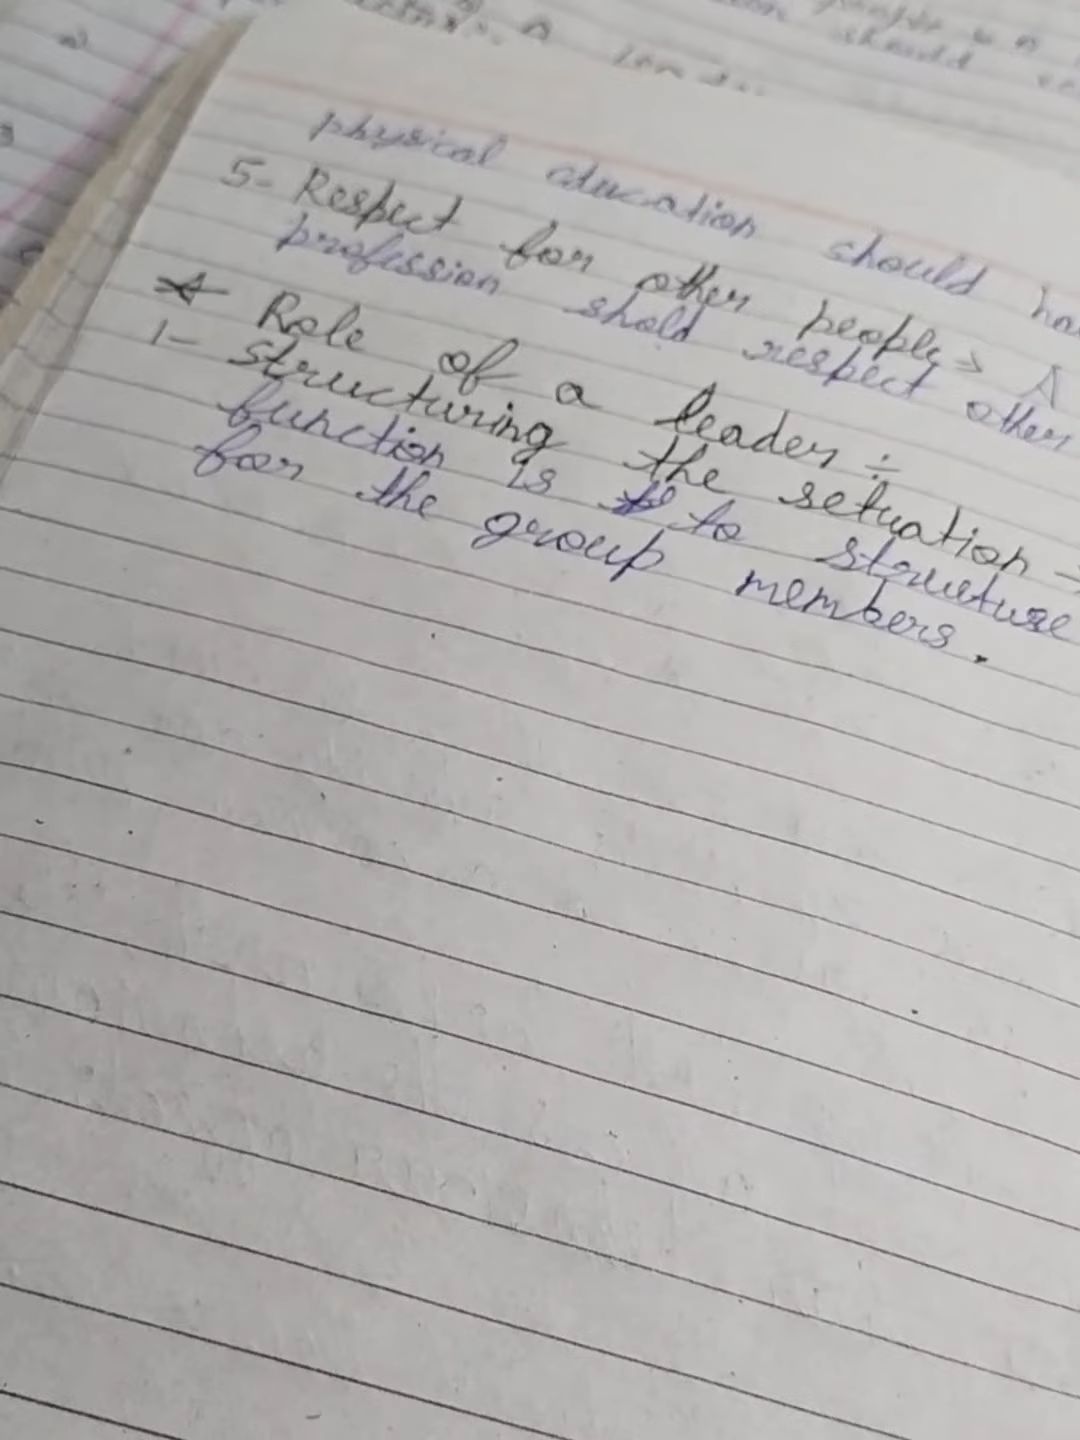 physical education should ha
5- Respect for other people → A
profession shold respect other
* Role of a leader ÷
1- Structuring the setuation →
function is to structure
for the group members.